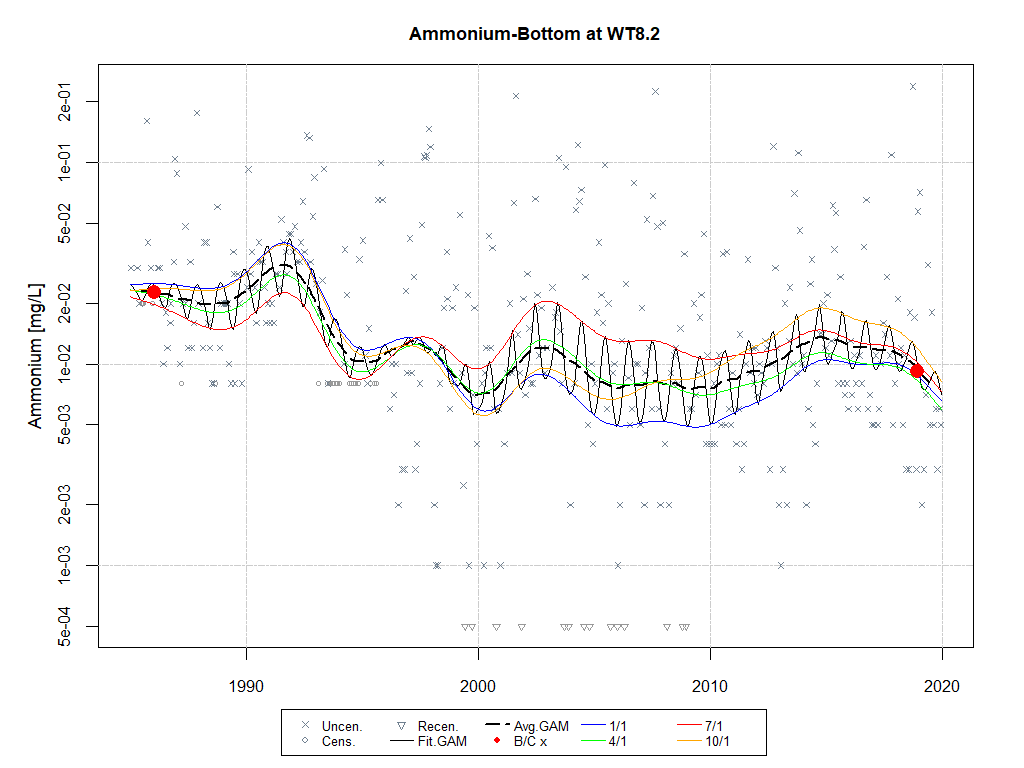 Ammonium-Bottom at WT8.2
Ammonium [mg/L]
2e-01
1e-01
5e-02
2e-02
1e-02
5e-03
2e-03
1e-03
5e-04
1990 2000 2010 2020
Uncen. Recen. Avg.GAM 1/1 7/1
Cens. Fit.GAM B/C x 4/1 10/1